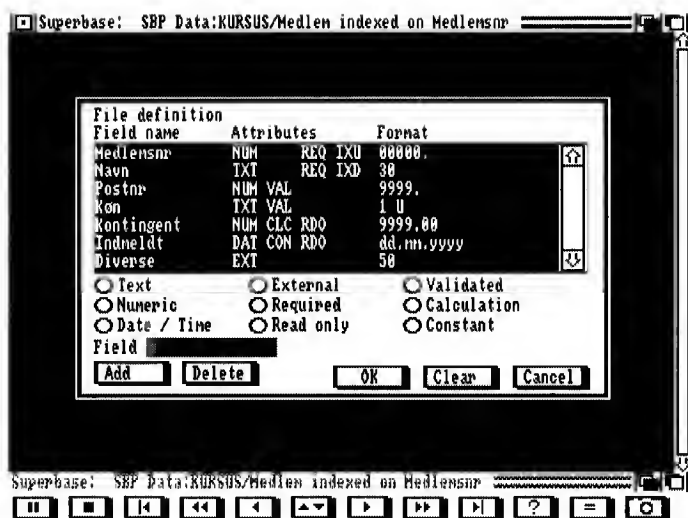 Superbase: SBP Data:KURSUS/Medlem indexed on Medlemsnr
File definition
Field name Attributes Format
Medlemsnr NUM REQ IXU 00000.
Navn TXT REQ IXD 30
Postnr NUM VAL 9999.
Køn TXT VAL 1 U
Kontingent NUM CLC RDO 9999.00
Indmeldt DAT CON RDO dd.mm.yyyy
Diverse EXT 50
Text External Validated
Numeric Required Calculation
Date / Time Read only Constant
Field
Add Delete OK Clear Cancel
Superbase: SBP Data:KURSUS/Medlem indexed on Medlemsnr
? =